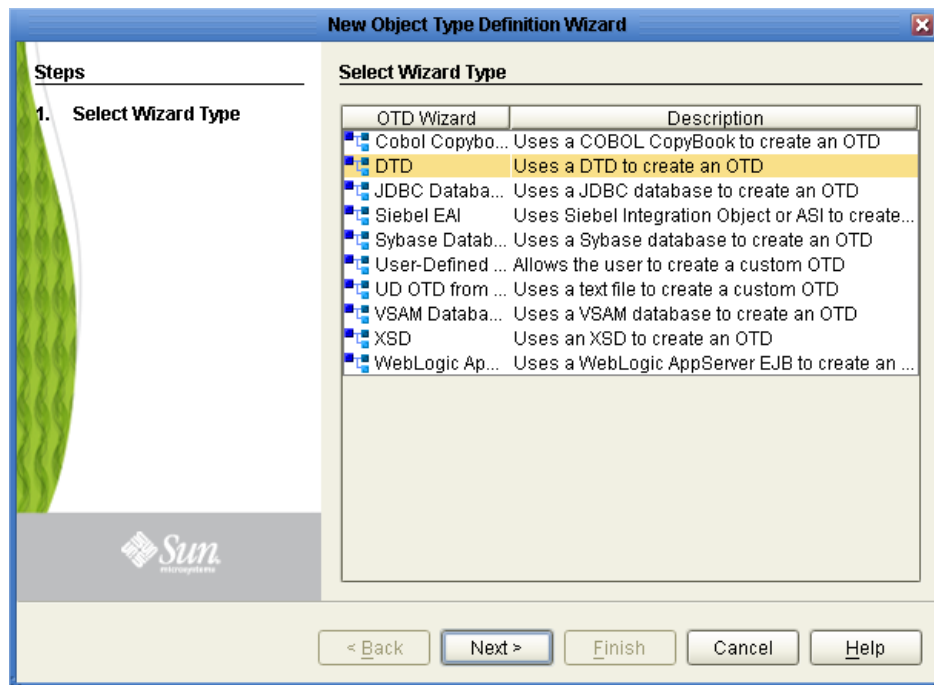 New Object Type Definition Wizard
Steps
1. Select Wizard Type
Select Wizard Type
OTD Wizard Description
Cobol Copybo... Uses a COBOL CopyBook to create an OTD
DTD Uses a DTD to create an OTD
JDBC Databa... Uses a JDBC database to create an OTD
Siebel EAI Uses Siebel Integration Object or ASI to create...
Sybase Datab... Uses a Sybase database to create an OTD
User-Defined ... Allows the user to create a custom OTD
UD OTD from ... Uses a text file to create a custom OTD
VSAM Databa... Uses a VSAM database to create an OTD
XSD Uses an XSD to create an OTD
WebLogic Ap... Uses a WebLogic AppServer EJB to create an ...
Sun
microsystems
< Back Next > Finish Cancel Help